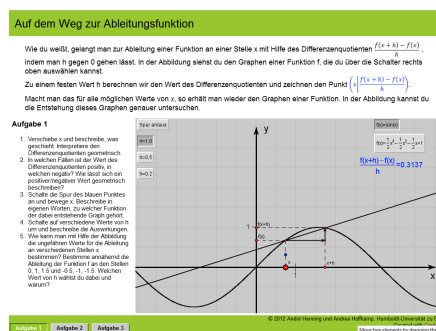 Auf dem Weg zur Ableitungsfunktion
Wie du weißt, gelangt man zur Ableitung einer Funktion an einer Stelle x mit Hilfe des Differenzenquotienten f(x + h) − f(x) / h ,
indem man h gegen 0 gehen lässt. In der Abbildung siehst du den Graphen einer Funktion f, die du über die Schalter rechts
oben auswählen kannst.
Zu einem festen Wert h berechnen wir den Wert des Differenzenquotienten und zeichnen den Punkt (x | f(x + h) − f(x) / h).
Macht man das für alle möglichen Werte von x, so erhält man wieder den Graphen einer Funktion. In der Abbildung kannst du
die Entstehung dieses Graphen genauer untersuchen.
Aufgabe 1
1. Verschiebe x und beschreibe, was
geschieht. Interpretiere den
Differenzenquotienten geometrisch.
2. In welchen Fällen ist der Wert des
Differenzenquotienten positiv, in
welchen negativ? Wie lässt sich ein
positiver/negativer Wert geometrisch
beschreiben?
3. Schalte die Spur des blauen Punktes
an und bewege x. Beschreibe in
eigenen Worten, zu welcher Funktion
der dabei entstehende Graph gehört.
4. Schalte auf verschiedene Werte von h
um und beschreibe die Auswirkungen.
5. Wie kann man mit Hilfe der Abbildung
die ungefähren Werte für die Ableitung
an verschiedenen Stellen x
bestimmen? Bestimme annähernd die
Ableitung der Funktion f an den Stellen
0, 1, 1.5 und -0.5, -1, -1.5. Welchen
Wert von h wählst du dabei und
warum?
Spur an/aus
h=1.0
h=0.5
h=0.2
y
f(x)=sin(x)
f(x+h)−f(x) / h =0.3137
1
f(x+h)
f(x)
0
x
x+h
x
© 2012 André Henning und Andrea Hoffkamp, Humboldt-Universität zu
Aufgabe 1
Aufgabe 2
Aufgabe 3